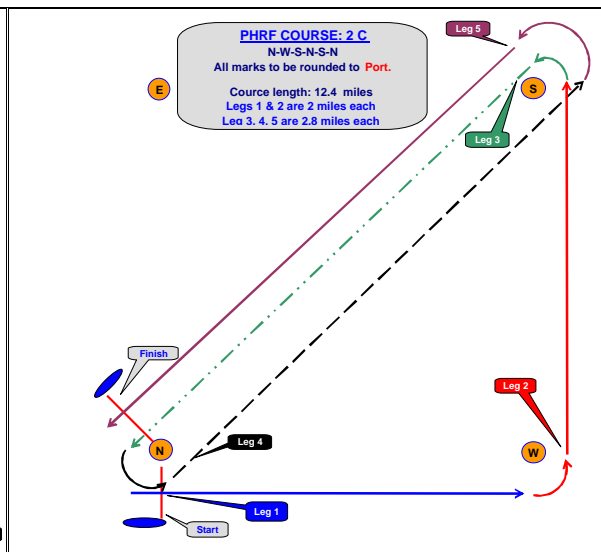 PHRF COURSE: 2 C
N-W-S-N-S-N
All marks to be rounded to Port.
Cource length: 12.4 miles
Legs 1 & 2 are 2 miles each
Leg 3. 4. 5 are 2.8 miles each
Leg 5
E
S
Leg 3
Finish
Leg 2
N
Leg 4
W
Leg 1
Start